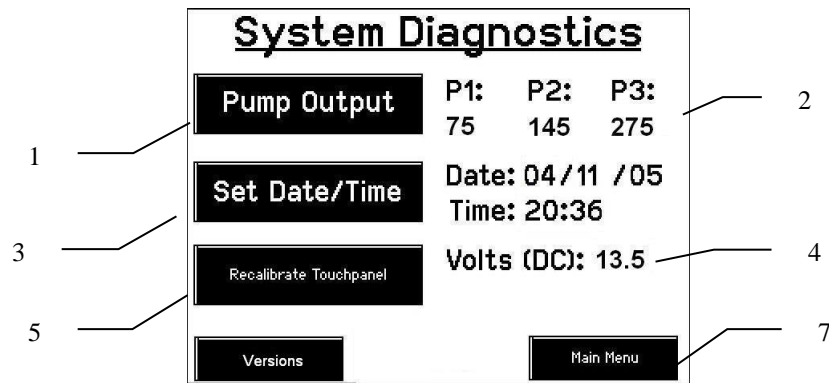 System Diagnostics
Pump Output
P1: P2: P3:
75 145 275
2
1
Set Date/Time
Date: 04/11 /05
Time: 20:36
3
Recalibrate Touchpanel
Volts (DC): 13.5
4
5
Versions
Main Menu
7